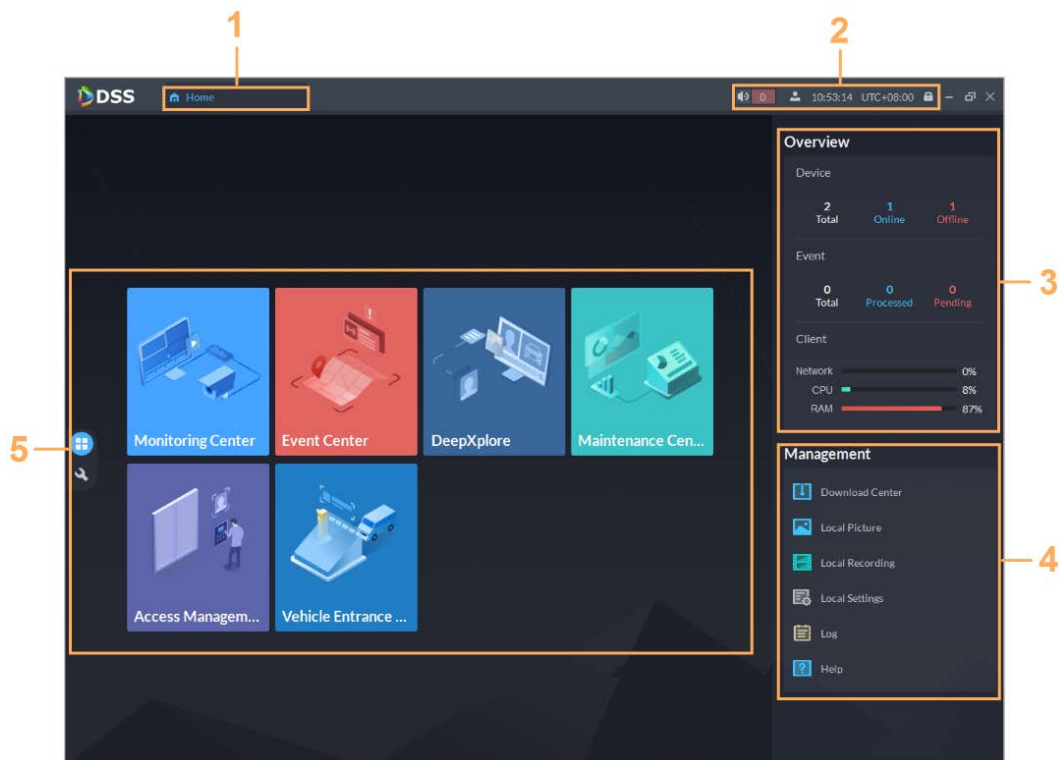 1
2
DSS
Home
0
10:53:14 UTC+08:00
Overview
Device
2 1 1
Total Online Offline
3
Event
0 0 0
Total Processed Pending
Client
Network 0%
CPU 8%
RAM 87%
Monitoring Center Event Center DeepXplore Maintenance Cen...
5
Management
Download Center
Local Picture
Local Recording
4
Local Settings
Access Managem... Vehicle Entrance ...
Log
Help